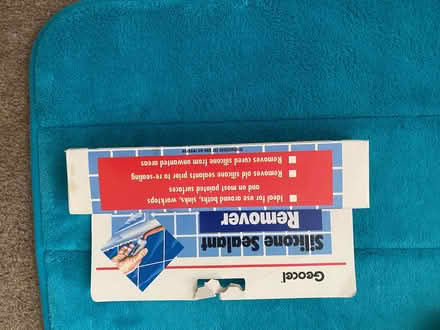 Geocel
Silicone Sealant
Remover
Ideal for use around baths, sinks, worktops
and on most painted surfaces
Removes old silicone sealants prior to re-sealing
Removes cured silicone from unwanted areas